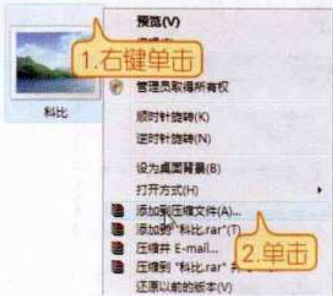 预览(V)
1.右键单击
管理员取得所有权
科比
顺时针旋转(K)
逆时针旋转(N)
设为桌面背景(B)
打开方式(H)
添加到压缩文件(A)...
添加到 "科比.rar"(T)
压缩并 E-mail...
2.单击
压缩到 "科比.rar" 并
还原以前的版本(V)